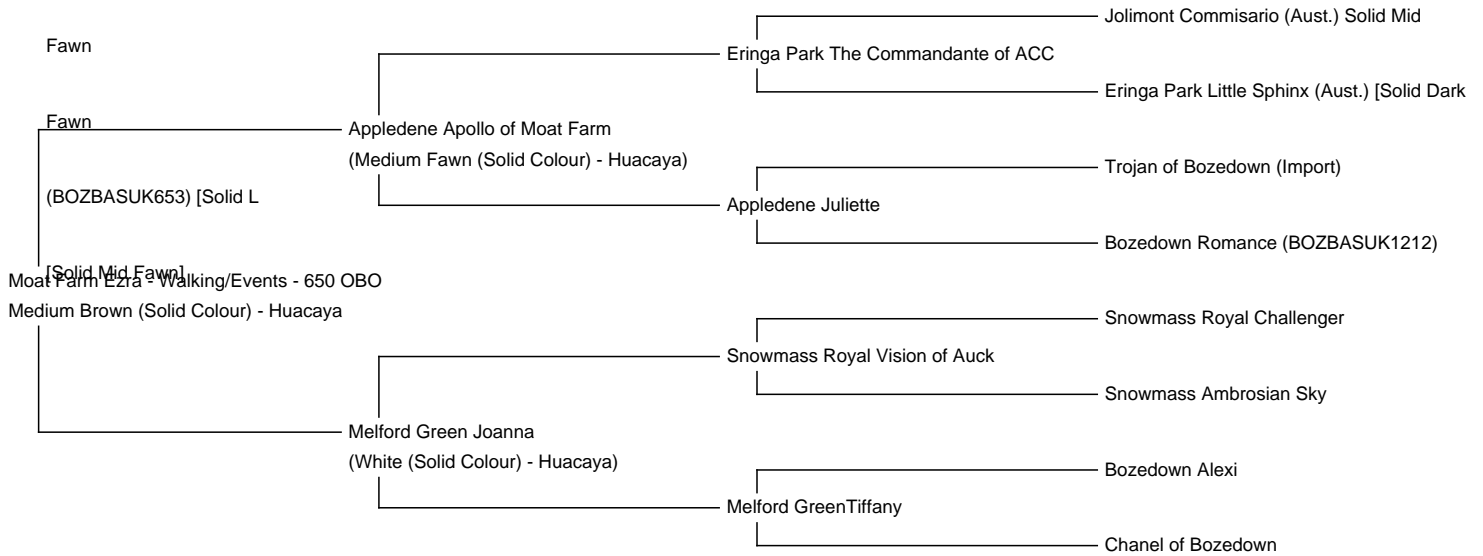 Jolimont Commisario (Aust.) Solid Mid
Fawn
Eringa Park The Commandante of ACC
Eringa Park Little Sphinx (Aust.) [Solid Dark
Fawn
Appledene Apollo of Moat Farm
(Medium Fawn (Solid Colour) - Huacaya)
Trojan of Bozedown (Import)
(BOZBASUK653) [Solid L
Appledene Juliette
Bozedown Romance (BOZBASUK1212)
[Solid Mid Fawn]
Moat Farm Ezra - Walking/Events - 650 OBO
Medium Brown (Solid Colour) - Huacaya
Snowmass Royal Challenger
Snowmass Royal Vision of Auck
Snowmass Ambrosian Sky
Melford Green Joanna
(White (Solid Colour) - Huacaya)
Bozedown Alexi
Melford GreenTiffany
Chanel of Bozedown